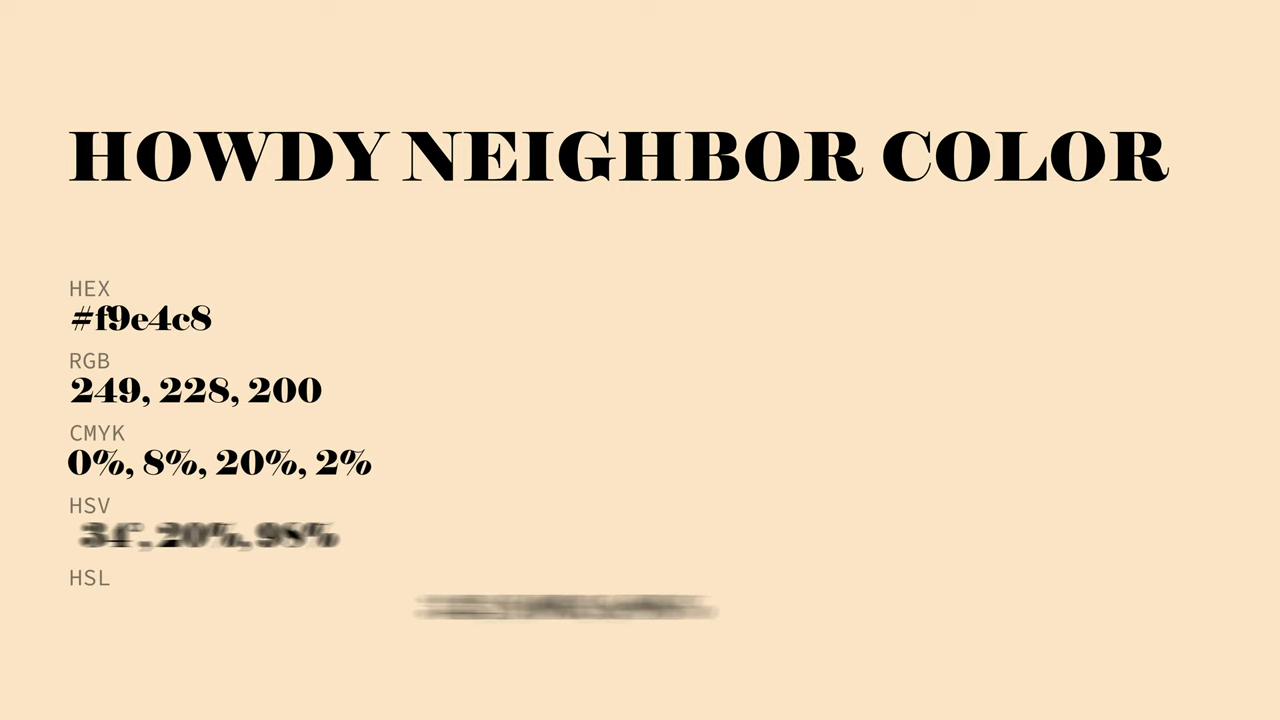 HOWDY NEIGHBOR COLOR
HEX
#f9e4c8
RGB
249, 228, 200
CMYK
0%, 8%, 20%, 2%
HSV
34°, 20%, 98%
HSL